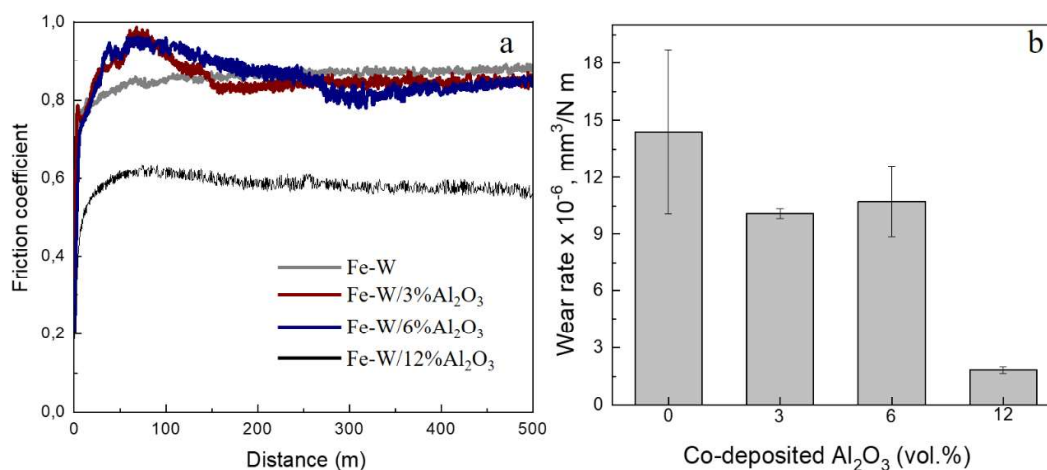 a
Friction coefficient
1,0
0,8
0,6
0,4
0,2
0,0
0
100
200
300
400
500
Distance (m)
Fe-W
Fe-W/3%Al₂O₃
Fe-W/6%Al₂O₃
Fe-W/12%Al₂O₃
b
Wear rate x 10⁻⁶, mm³/N m
18
15
12
9
6
3
0
0
3
6
12
Co-deposited Al₂O₃ (vol.%)